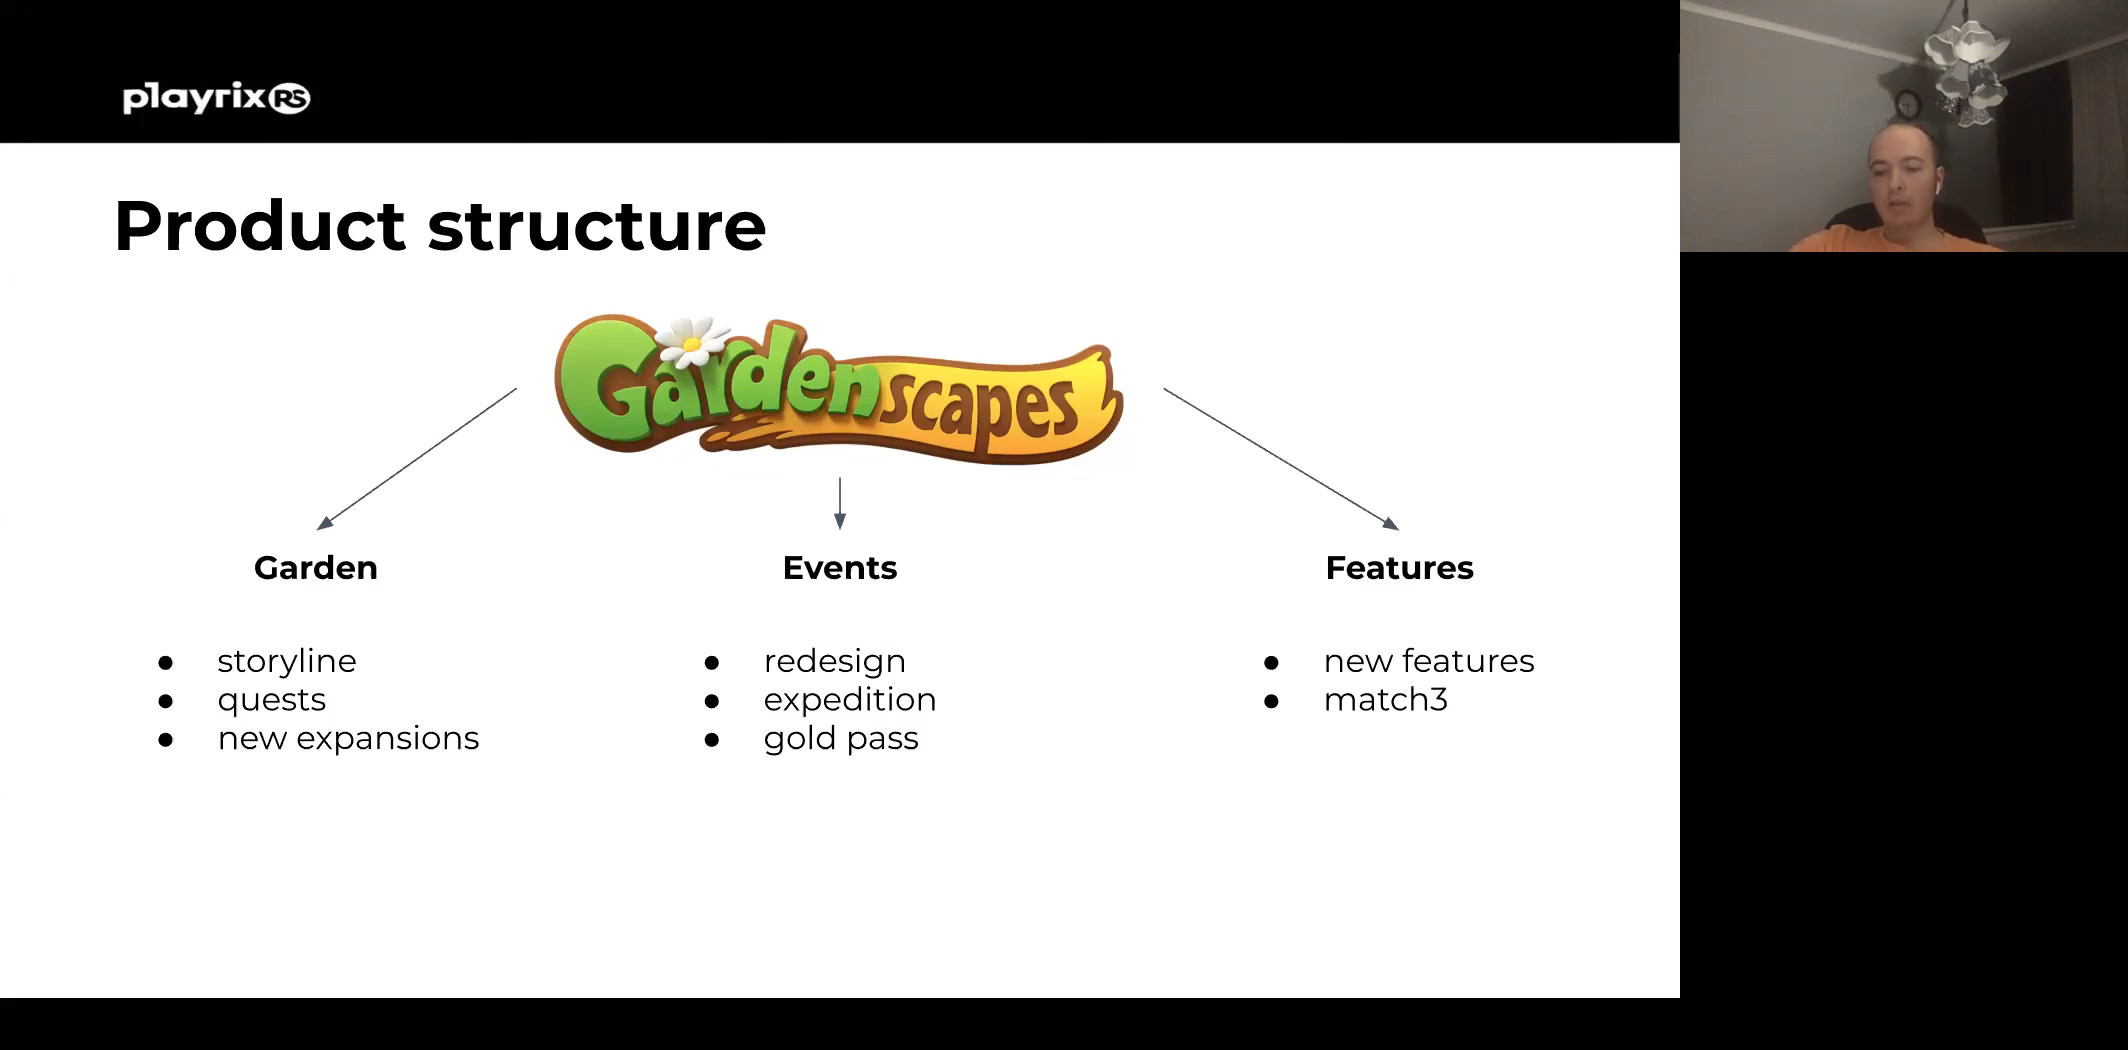 playrix RS
Product structure
Gardenscapes
Garden
storyline
quests
new expansions
Events
redesign
expedition
gold pass
Features
new features
match3